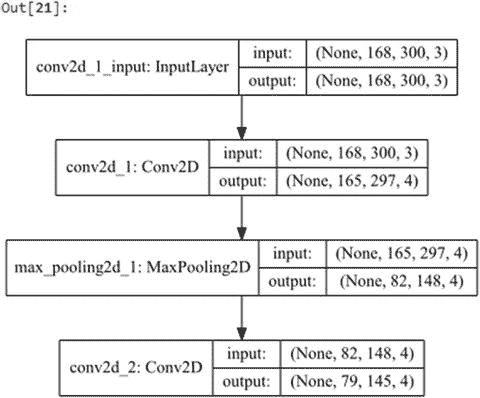 Out[21]:
conv2d_1_input: InputLayer
input: (None, 168, 300, 3)
output: (None, 168, 300, 3)
conv2d_1: Conv2D
input: (None, 168, 300, 3)
output: (None, 165, 297, 4)
max_pooling2d_1: MaxPooling2D
input: (None, 165, 297, 4)
output: (None, 82, 148, 4)
conv2d_2: Conv2D
input: (None, 82, 148, 4)
output: (None, 79, 145, 4)